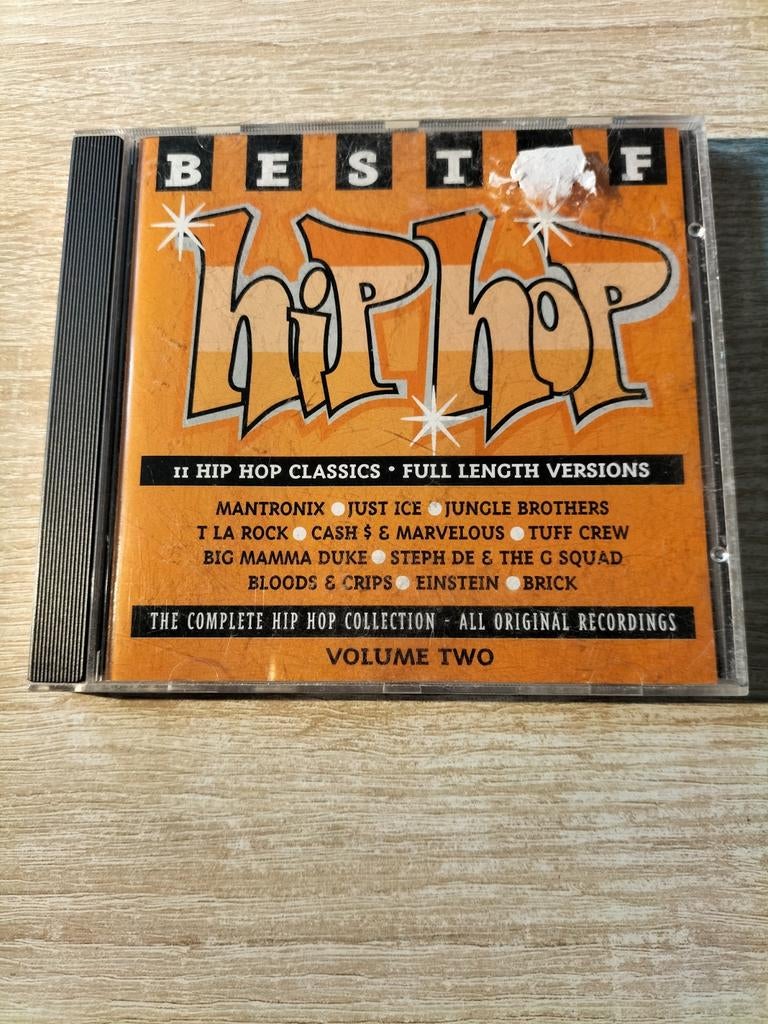 BEST F
hip hop
11 HIP HOP CLASSICS • FULL LENGTH VERSIONS
MANTRONIX ● JUST ICE ● JUNGLE BROTHERS
T LA ROCK ● CASH $ & MARVELOUS ● TUFF CREW
BIG MAMMA DUKE ● STEPH DE & THE G SQUAD
BLOODS & CRIPS ● EINSTEIN ● BRICK
THE COMPLETE HIP HOP COLLECTION - ALL ORIGINAL RECORDINGS
VOLUME TWO